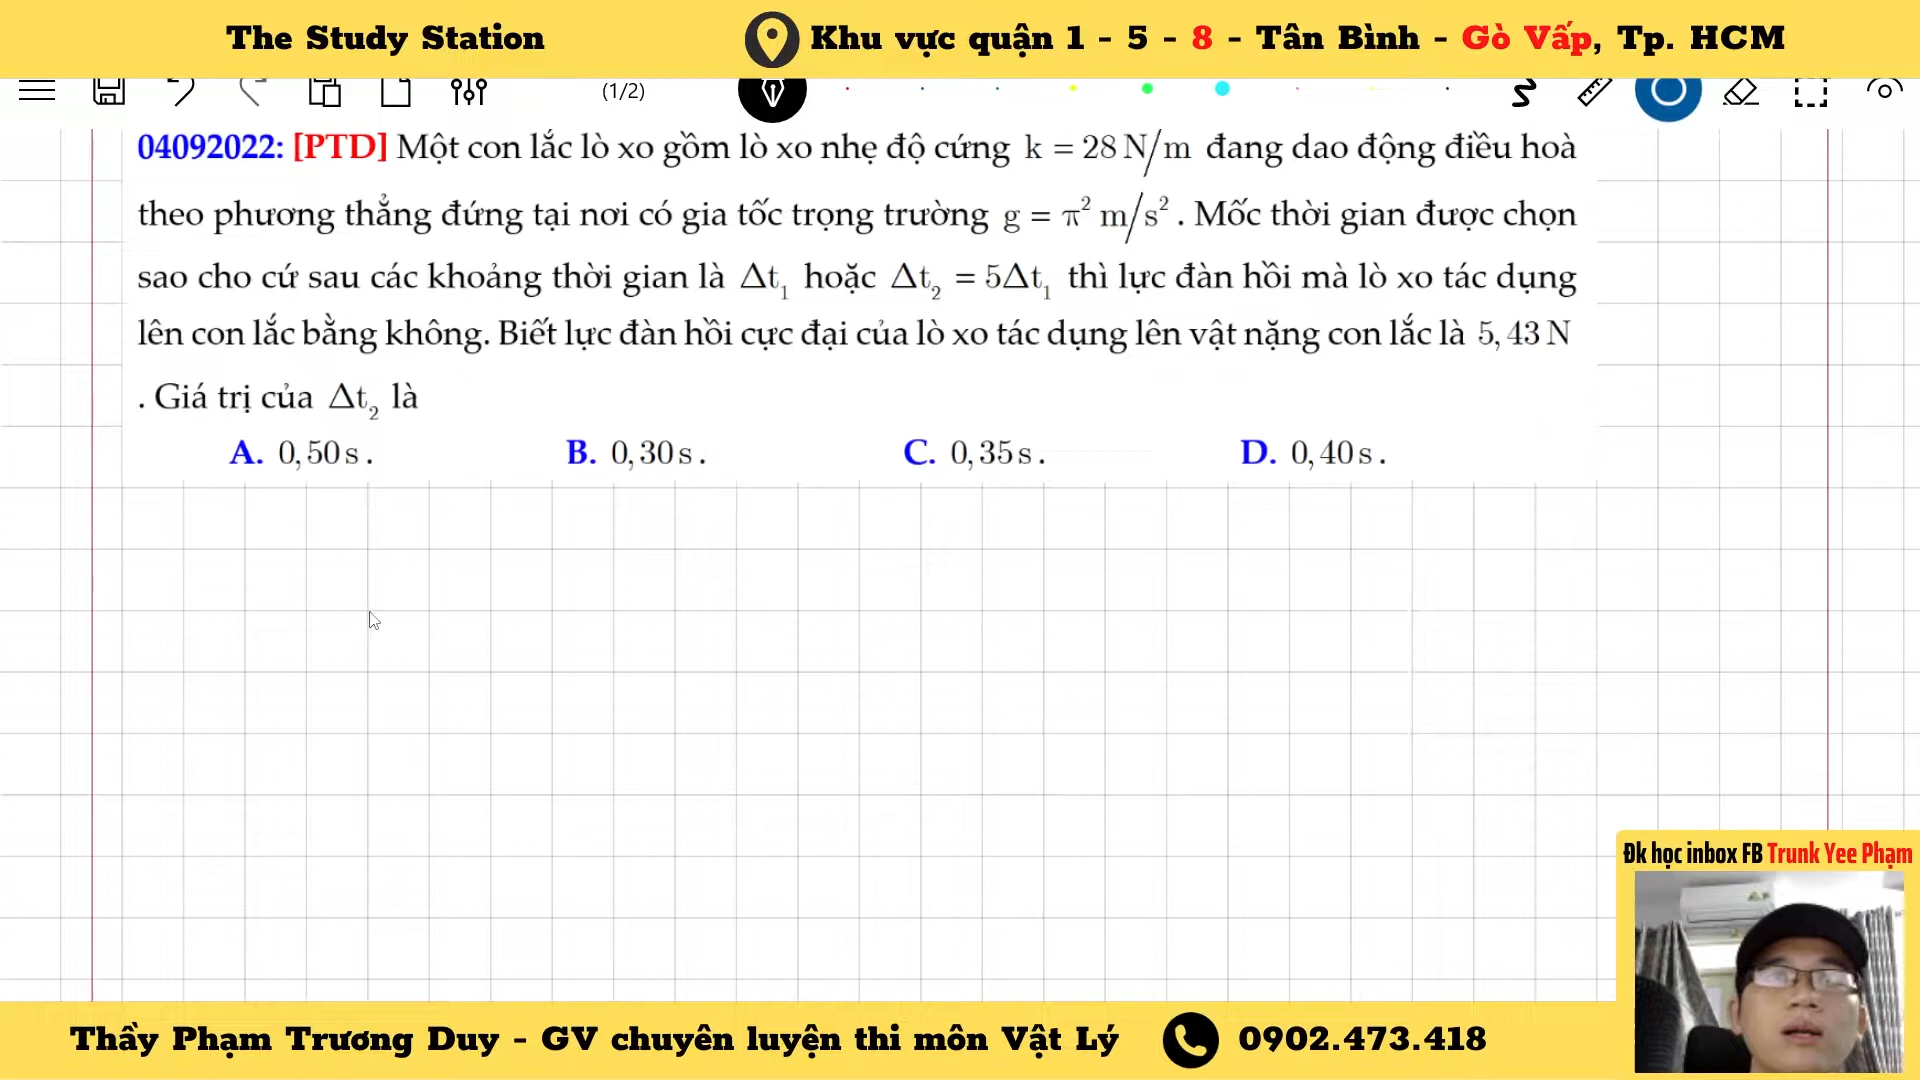 The Study Station
Khu vực quận 1 - 5 - 8 - Tân Bình - Gò Vấp, Tp. HCM
(1/2)
04092022: [PTD] Một con lắc lò xo gồm lò xo nhẹ độ cứng k = 28 N/m đang dao động điều hoà
theo phương thẳng đứng tại nơi có gia tốc trọng trường g = π² m/s². Mốc thời gian được chọn
sao cho cứ sau các khoảng thời gian là Δt₁ hoặc Δt₂ = 5Δt₁ thì lực đàn hồi mà lò xo tác dụng
lên con lắc bằng không. Biết lực đàn hồi cực đại của lò xo tác dụng lên vật nặng con lắc là 5,43 N
. Giá trị của Δt₂ là
A. 0,50 s. B. 0,30 s. C. 0,35 s. D. 0,40 s.
Đk học inbox FB Trunk Yee Phạm
Thầy Phạm Trương Duy - GV chuyên luyện thi môn Vật Lý 0902.473.418